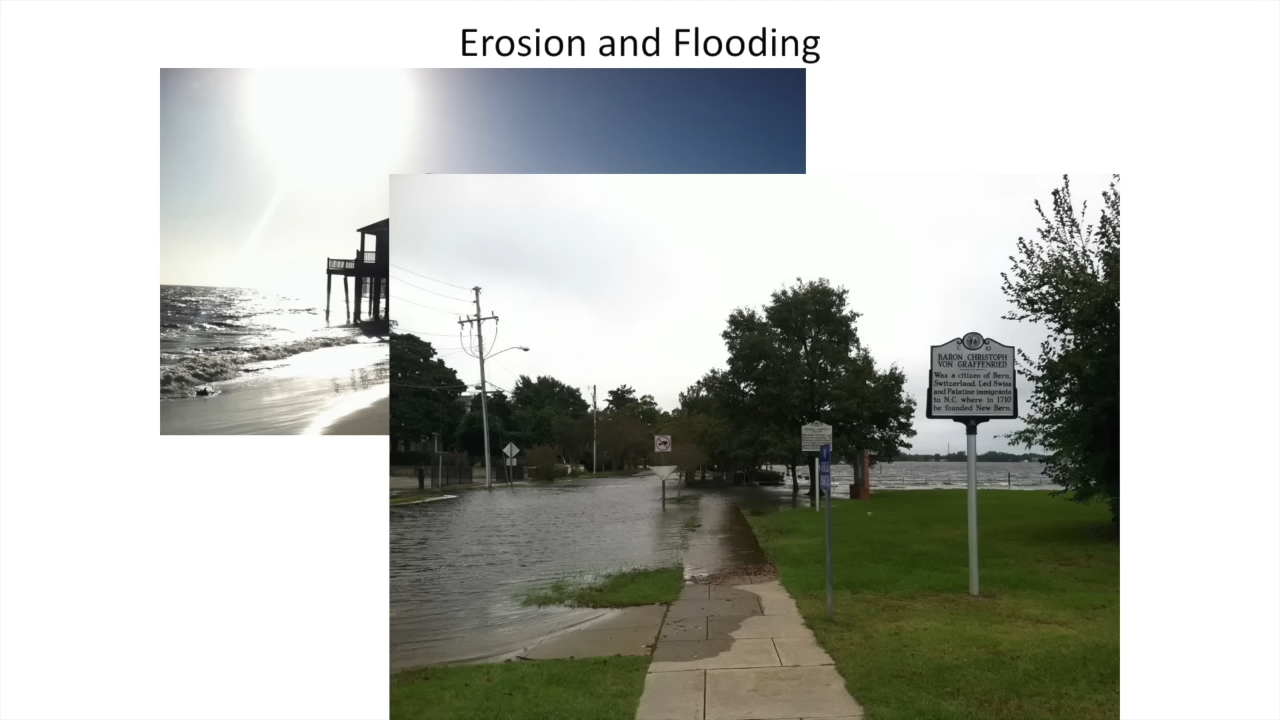 Erosion and Flooding
BARON CHRISTOPH
VON GRAFFENRIED
Was a citizen of Bern,
Switzerland. Led Swiss
and Palatine immigrants
to N.C. where in 1710
he founded New Bern.